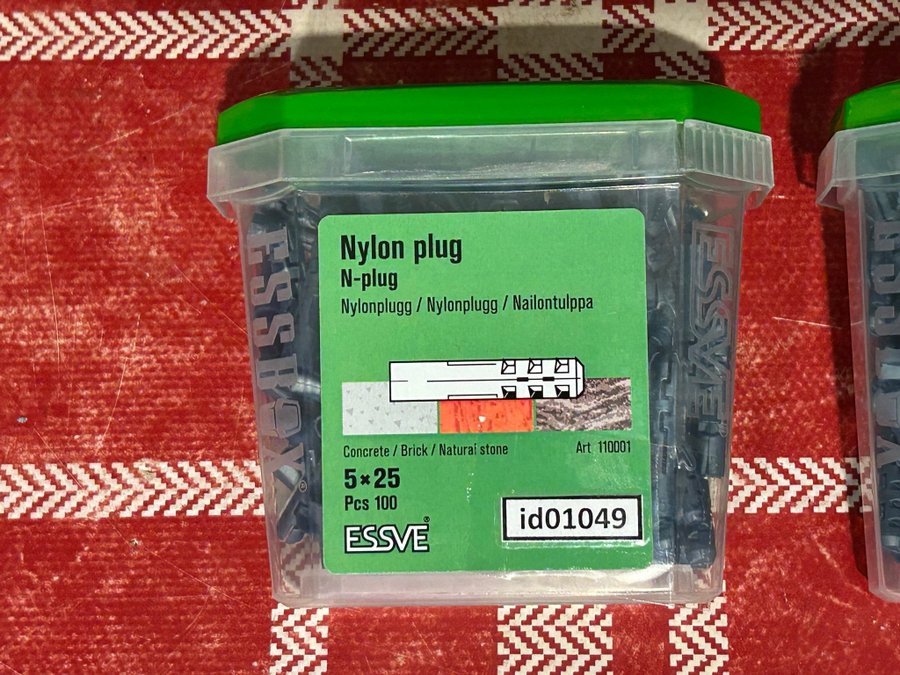 Nylon plug
N-plug
Nylonplugg / Nylonplugg / Nailontulppa
Concrete / Brick / Natural stone
Art 110001
5×25
Pcs 100
ESSVE®
id01049
ESSVE
ESSVE